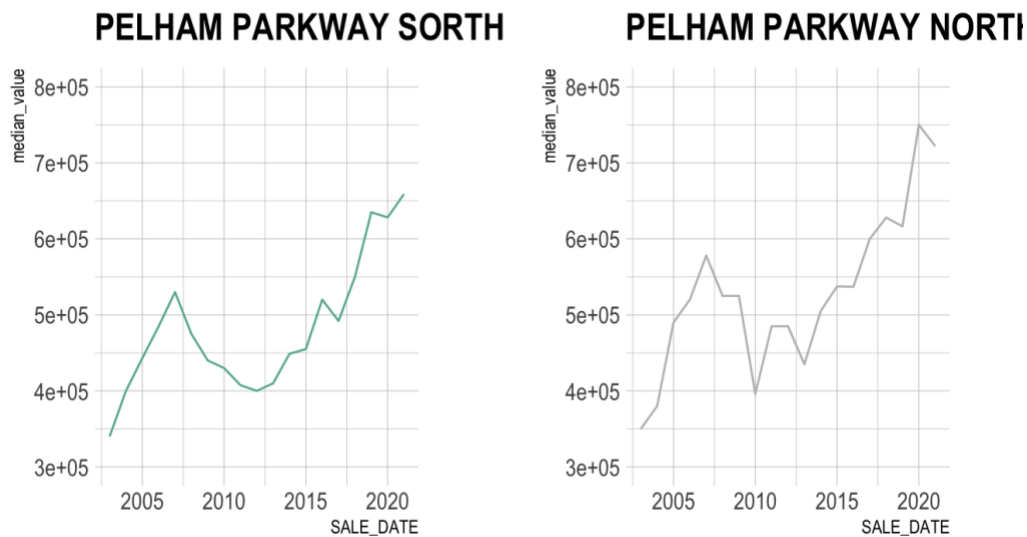 PELHAM PARKWAY SORTH
median_value
8e+05
7e+05
6e+05
5e+05
4e+05
3e+05
2005 2010 2015 2020
SALE_DATE
PELHAM PARKWAY NORTH
median_value
8e+05
7e+05
6e+05
5e+05
4e+05
3e+05
2005 2010 2015 2020
SALE_DATE